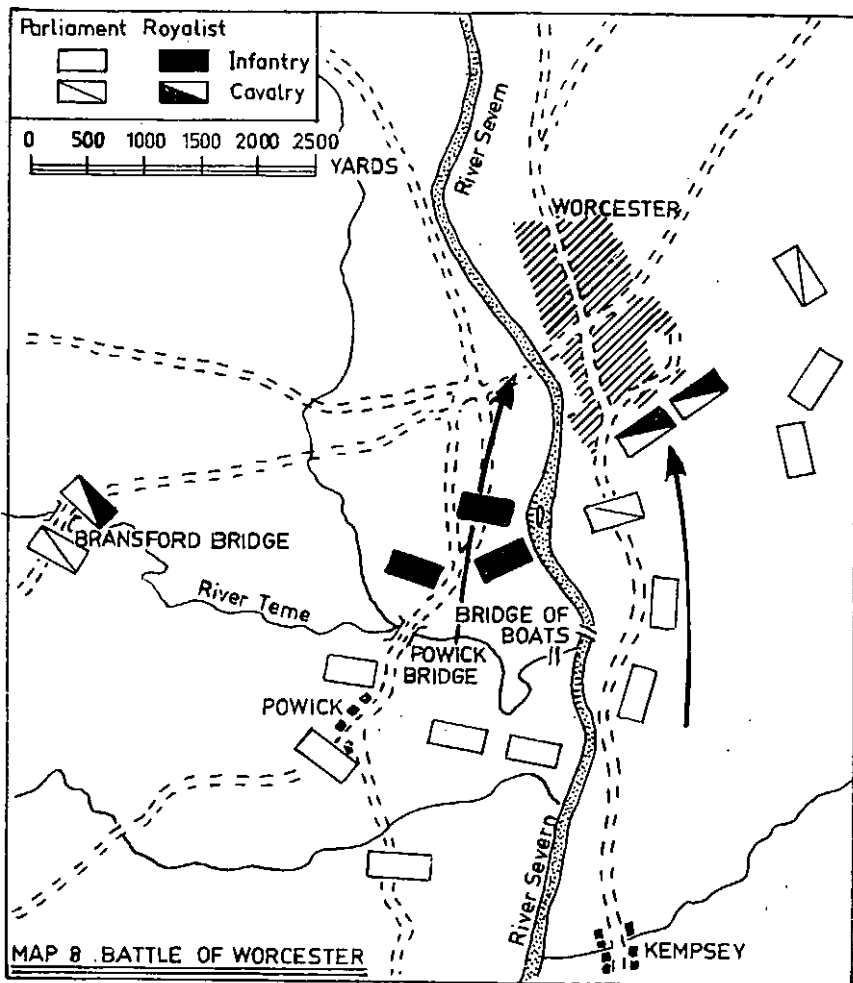 Parliament Royalist
Infantry
Cavalry
0 500 1000 1500 2000 2500
YARDS
River Severn
WORCESTER
BRANSFORD BRIDGE
River Teme
BRIDGE OF
BOATS
POWICK
BRIDGE
POWICK
River Severn
KEMPSEY
MAP 8 . BATTLE OF WORCESTER